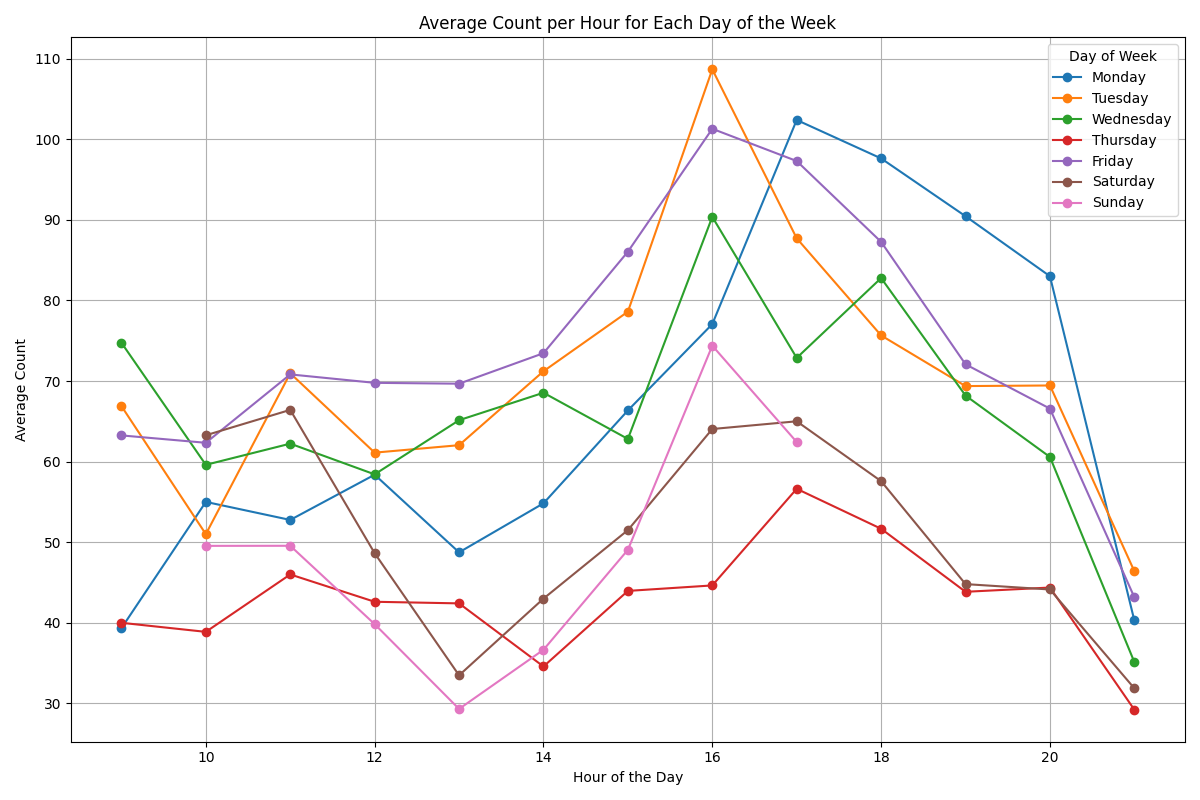 Average Count per Hour for Each Day of the Week
Day of Week
Monday
Tuesday
Wednesday
Thursday
Friday
Saturday
Sunday
Average Count
110
100
90
80
70
60
50
40
30
10 12 14 16 18 20
Hour of the Day